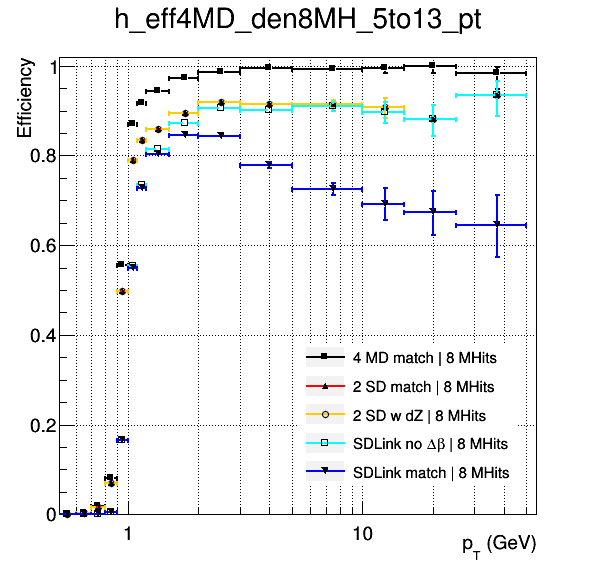 h_eff4MD_den8MH_5to13_pt
Efficiency
1
0.8
0.6
0.4
0.2
0
4 MD match | 8 MHits
2 SD match | 8 MHits
2 SD w dZ | 8 MHits
SDLink no Δβ | 8 MHits
SDLink match | 8 MHits
1 10
p_T (GeV)